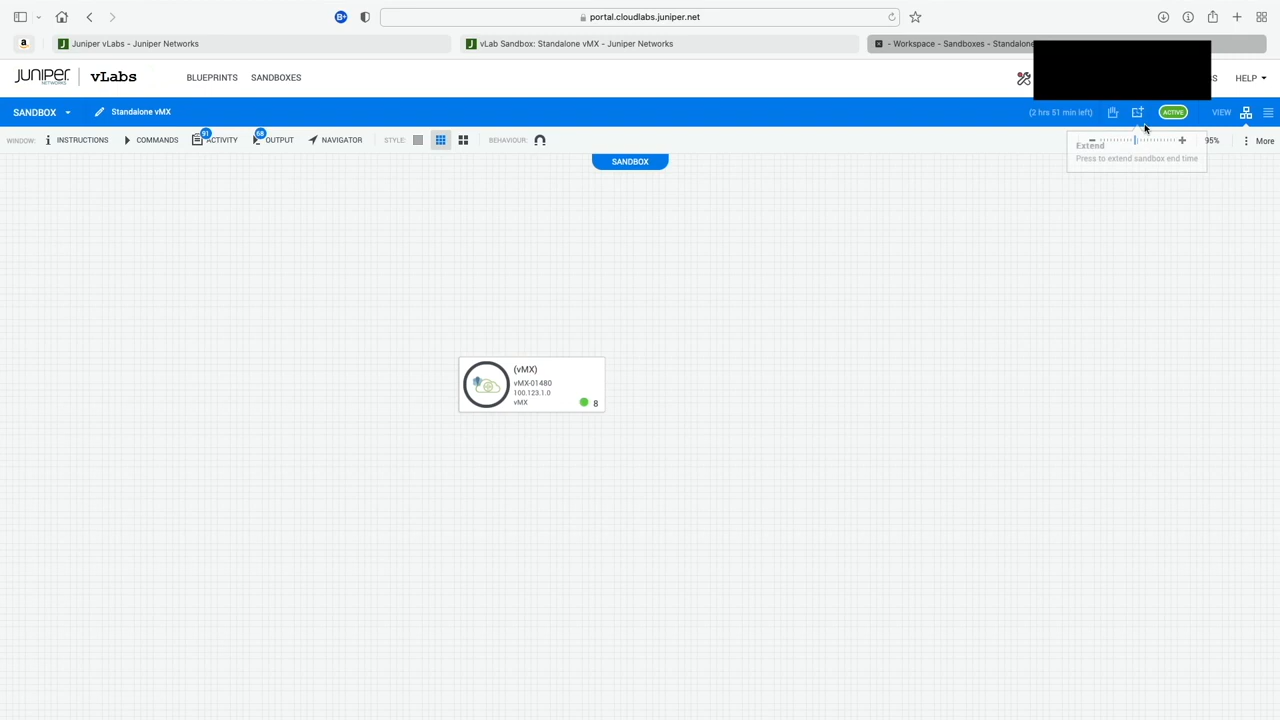 portal.cloudlabs.juniper.net
Juniper vLabs - Juniper Networks
vLab Sandbox: Standalone vMX - Juniper Networks
- Workspace - Sandboxes - Standalone
JUNIPER NETWORKS vLabs BLUEPRINTS SANDBOXES S HELP
SANDBOX Standalone vMX (2 hrs 51 min left) ACTIVE VIEW
WINDOW: INSTRUCTIONS COMMANDS 91 ACTIVITY 68 OUTPUT NAVIGATOR STYLE: BEHAVIOUR: 95% More
Extend
Press to extend sandbox end time
SANDBOX
(vMX)
vMX-01480
100.123.1.0
vMX 8